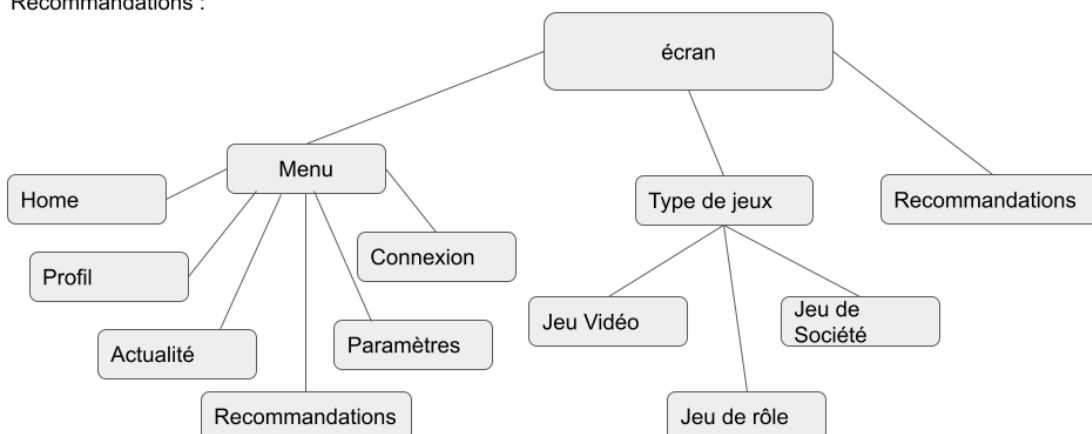 Recommandations :
écran
Menu
Type de jeux
Recommandations
Home
Connexion
Profil
Jeu Vidéo
Jeu de
Société
Actualité
Paramètres
Recommandations
Jeu de rôle